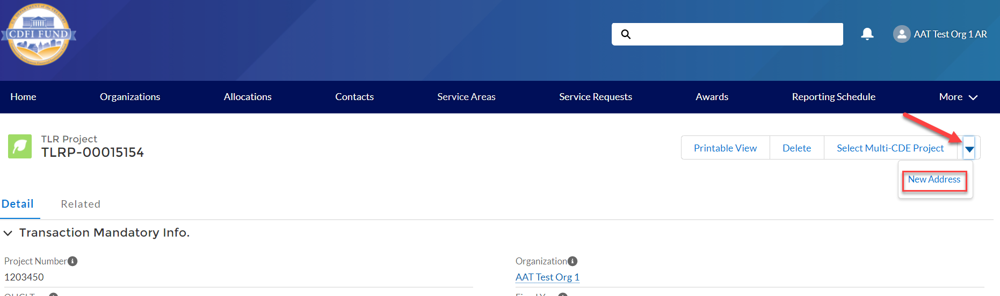 CDFI FUND
AAT Test Org 1 AR
Home Organizations Allocations Contacts Service Areas Service Requests Awards Reporting Schedule More
TLR Project
TLRP-00015154
Printable View Delete Select Multi-CDE Project
New Address
Detail Related
Transaction Mandatory Info.
Project Number
1203450
Organization
AAT Test Org 1